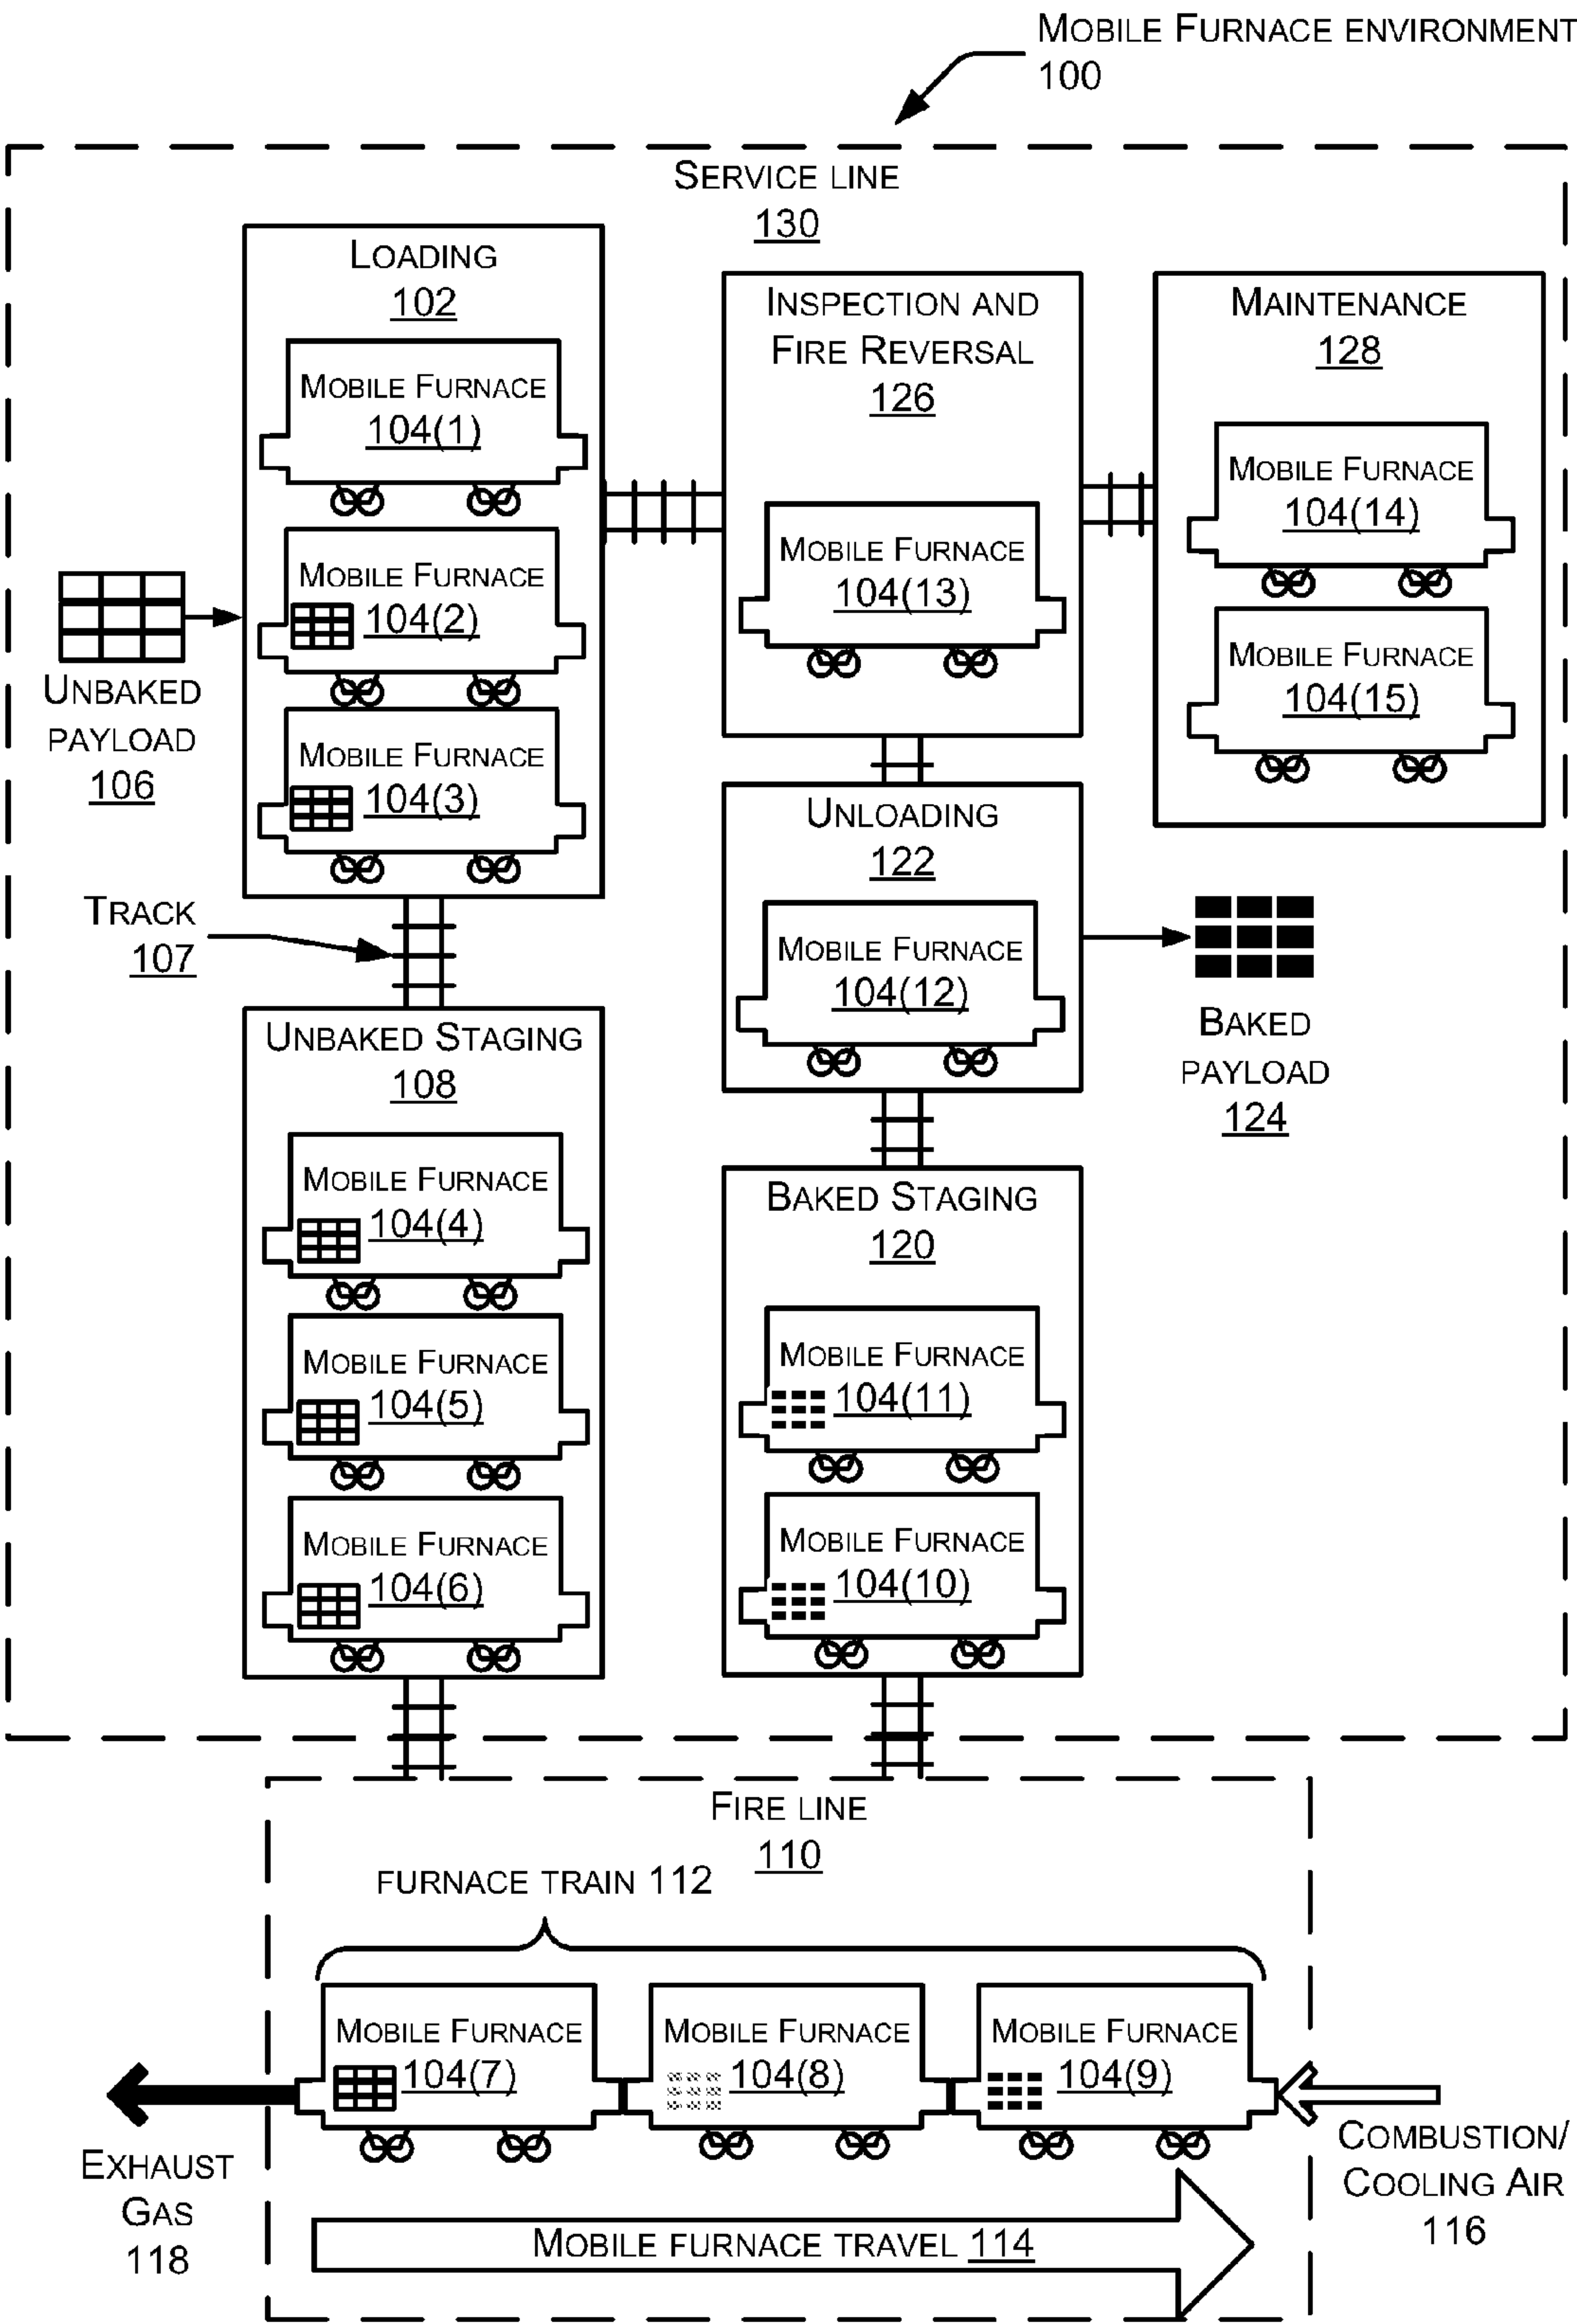 MOBILE FURNACE ENVIRONMENT
100
SERVICE LINE
130
LOADING
102
MOBILE FURNACE
104(1)
MOBILE FURNACE
104(2)
MOBILE FURNACE
104(3)
UNBAKED
PAYLOAD
106
TRACK
107
INSPECTION AND
FIRE REVERSAL
126
MOBILE FURNACE
104(13)
MAINTENANCE
128
MOBILE FURNACE
104(14)
MOBILE FURNACE
104(15)
UNLOADING
122
MOBILE FURNACE
104(12)
BAKED
PAYLOAD
124
UNBAKED STAGING
108
MOBILE FURNACE
104(4)
MOBILE FURNACE
104(5)
MOBILE FURNACE
104(6)
BAKED STAGING
120
MOBILE FURNACE
104(11)
MOBILE FURNACE
104(10)
FIRE LINE
110
FURNACE TRAIN 112
MOBILE FURNACE
104(7)
MOBILE FURNACE
104(8)
MOBILE FURNACE
104(9)
EXHAUST
GAS
118
COMBUSTION/
COOLING AIR
116
MOBILE FURNACE TRAVEL 114